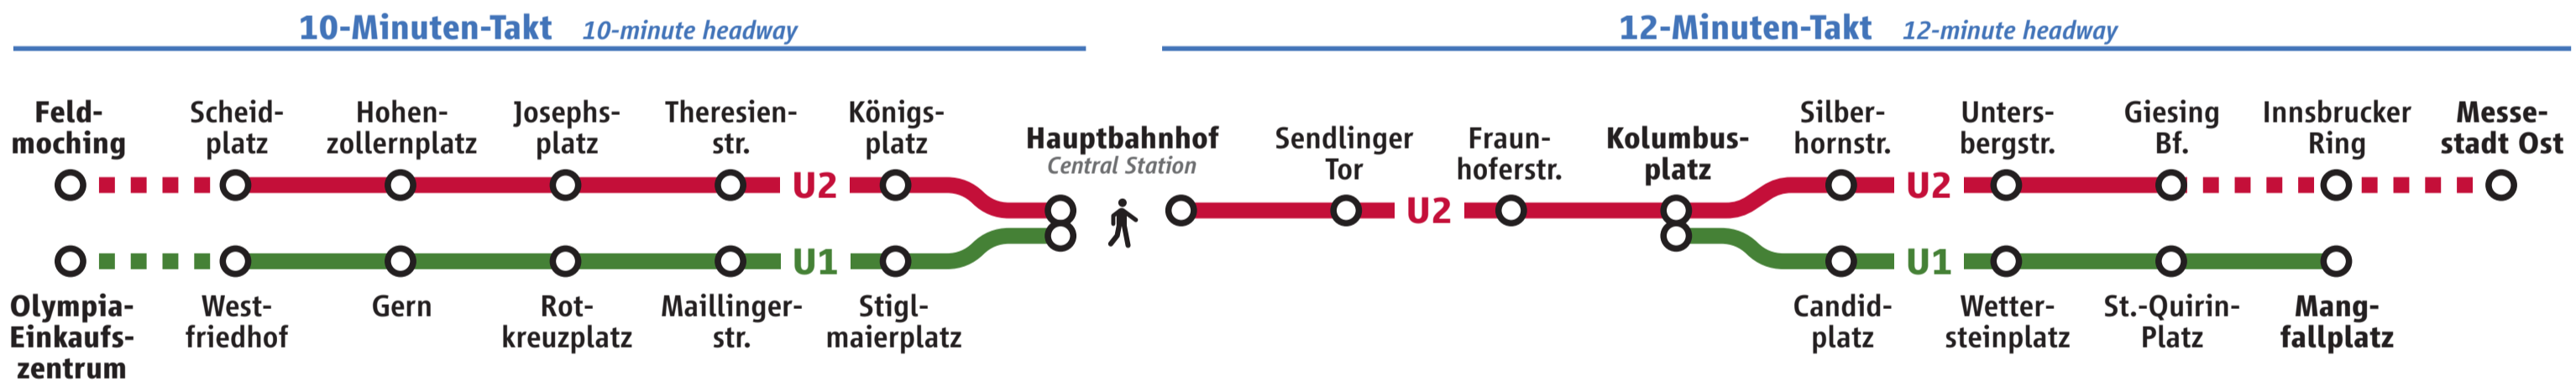 10-Minuten-Takt 10-minute headway
12-Minuten-Takt 12-minute headway
Feld-
moching
Scheid-
platz
Hohen-
zollernplatz
Josephs-
platz
Theresien-
str.
Königs-
platz
Hauptbahnhof
Central Station
Sendlinger
Tor
Fraun-
hoferstr.
Kolumbus-
platz
Silber-
hornstr.
Unters-
bergstr.
Giesing
Bf.
Innsbrucker
Ring
Messe-
stadt Ost
U2
U2
U2
U1
U1
Olympia-
Einkaufs-
zentrum
West-
friedhof
Gern
Rot-
kreuzplatz
Maillinger-
str.
Stigl-
maierplatz
Candid-
platz
Wetter-
steinplatz
St.-Quirin-
Platz
Mang-
fallplatz